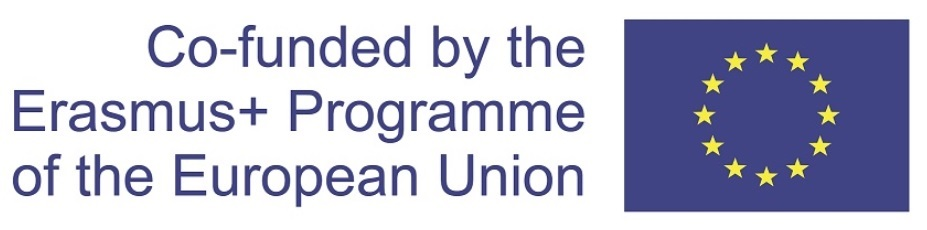 Co-funded by the
Erasmus+ Programme
of the European Union